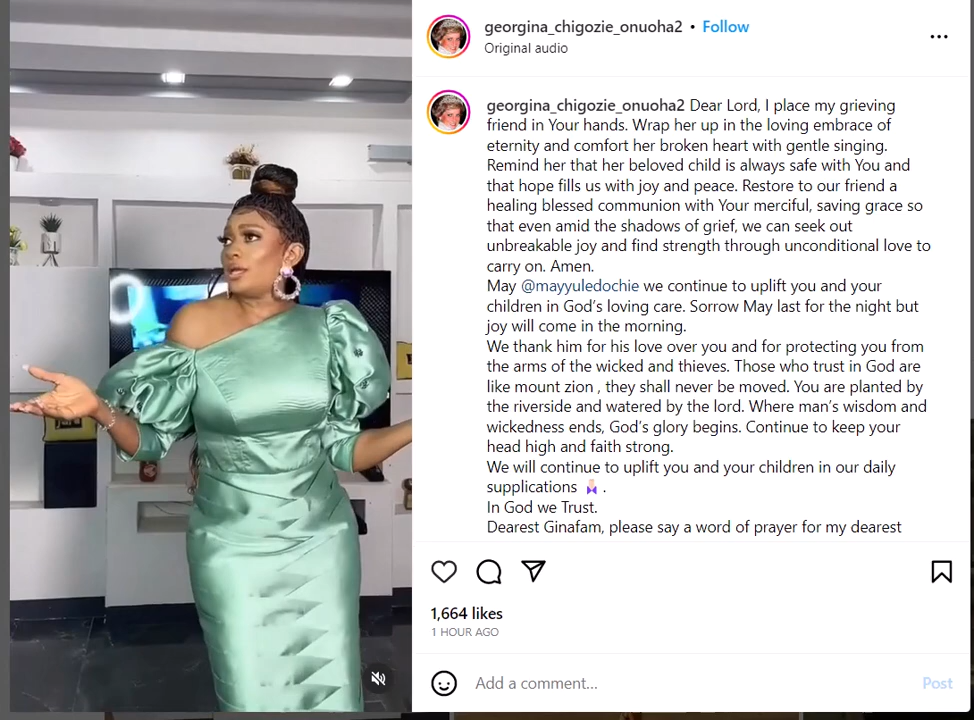 georgina_chigozie_onuoha2 • Follow
Original audio
georgina_chigozie_onuoha2 Dear Lord, I place my grieving
friend in Your hands. Wrap her up in the loving embrace of
eternity and comfort her broken heart with gentle singing.
Remind her that her beloved child is always safe with You and
that hope fills us with joy and peace. Restore to our friend a
healing blessed communion with Your merciful, saving grace so
that even amid the shadows of grief, we can seek out
unbreakable joy and find strength through unconditional love to
carry on. Amen.
May @mayyuledochie we continue to uplift you and your
children in God’s loving care. Sorrow May last for the night but
joy will come in the morning.
We thank him for his love over you and for protecting you from
the arms of the wicked and thieves. Those who trust in God are
like mount zion , they shall never be moved. You are planted by
the riverside and watered by the lord. Where man’s wisdom and
wickedness ends, God’s glory begins. Continue to keep your
head high and faith strong.
We will continue to uplift you and your children in our daily
supplications 🙇🏻‍♀️ .
In God we Trust.
Dearest Ginafam, please say a word of prayer for my dearest
1,664 likes
1 HOUR AGO
Add a comment...
Post